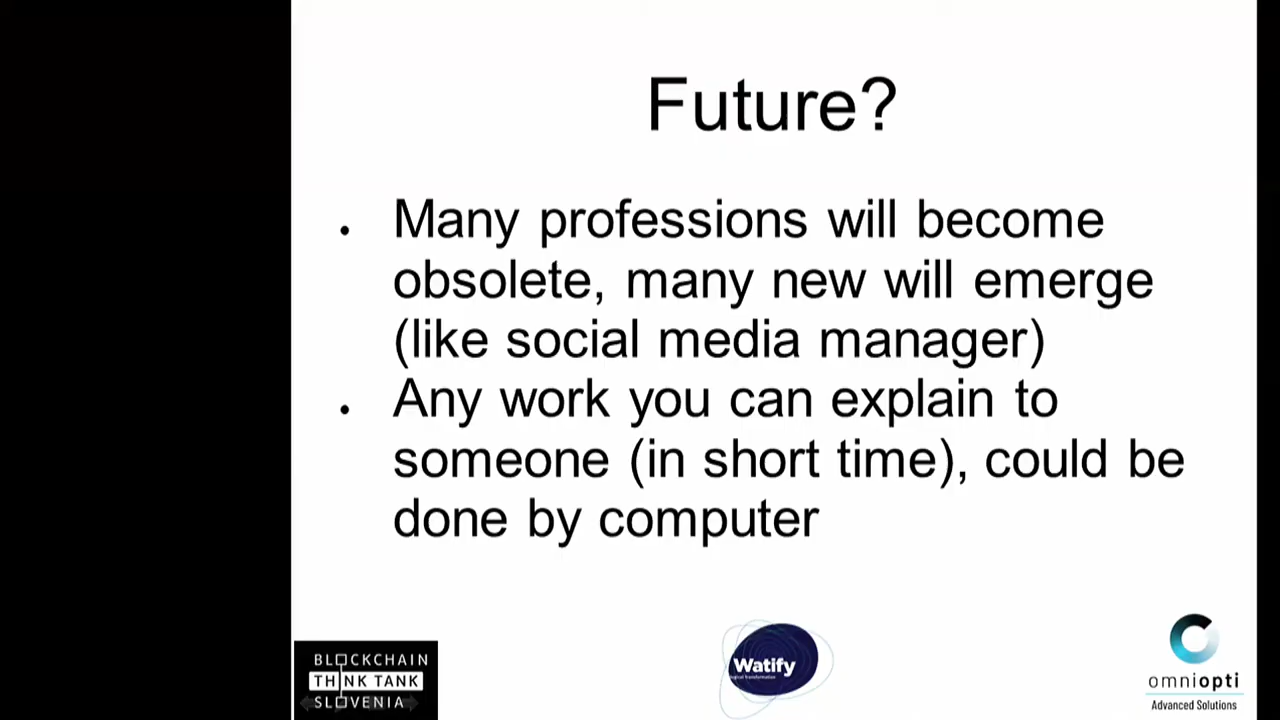 Future?
• Many professions will become
obsolete, many new will emerge
(like social media manager)
• Any work you can explain to
someone (in short time), could be
done by computer
BLOCKCHAIN
THINK TANK
SLOVENIA
Watify
omniopti
Advanced Solutions